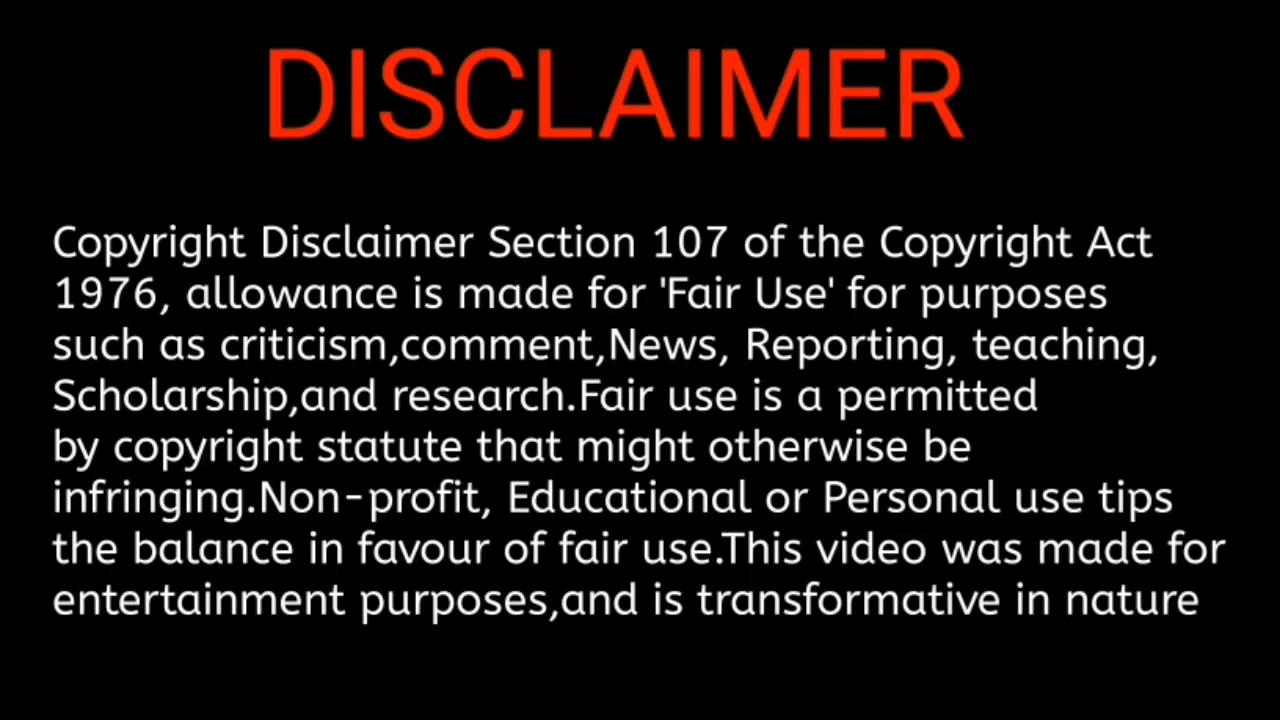 DISCLAIMER
Copyright Disclaimer Section 107 of the Copyright Act
1976, allowance is made for 'Fair Use' for purposes
such as criticism,comment,News, Reporting, teaching,
Scholarship,and research.Fair use is a permitted
by copyright statute that might otherwise be
infringing.Non-profit, Educational or Personal use tips
the balance in favour of fair use.This video was made for
entertainment purposes,and is transformative in nature